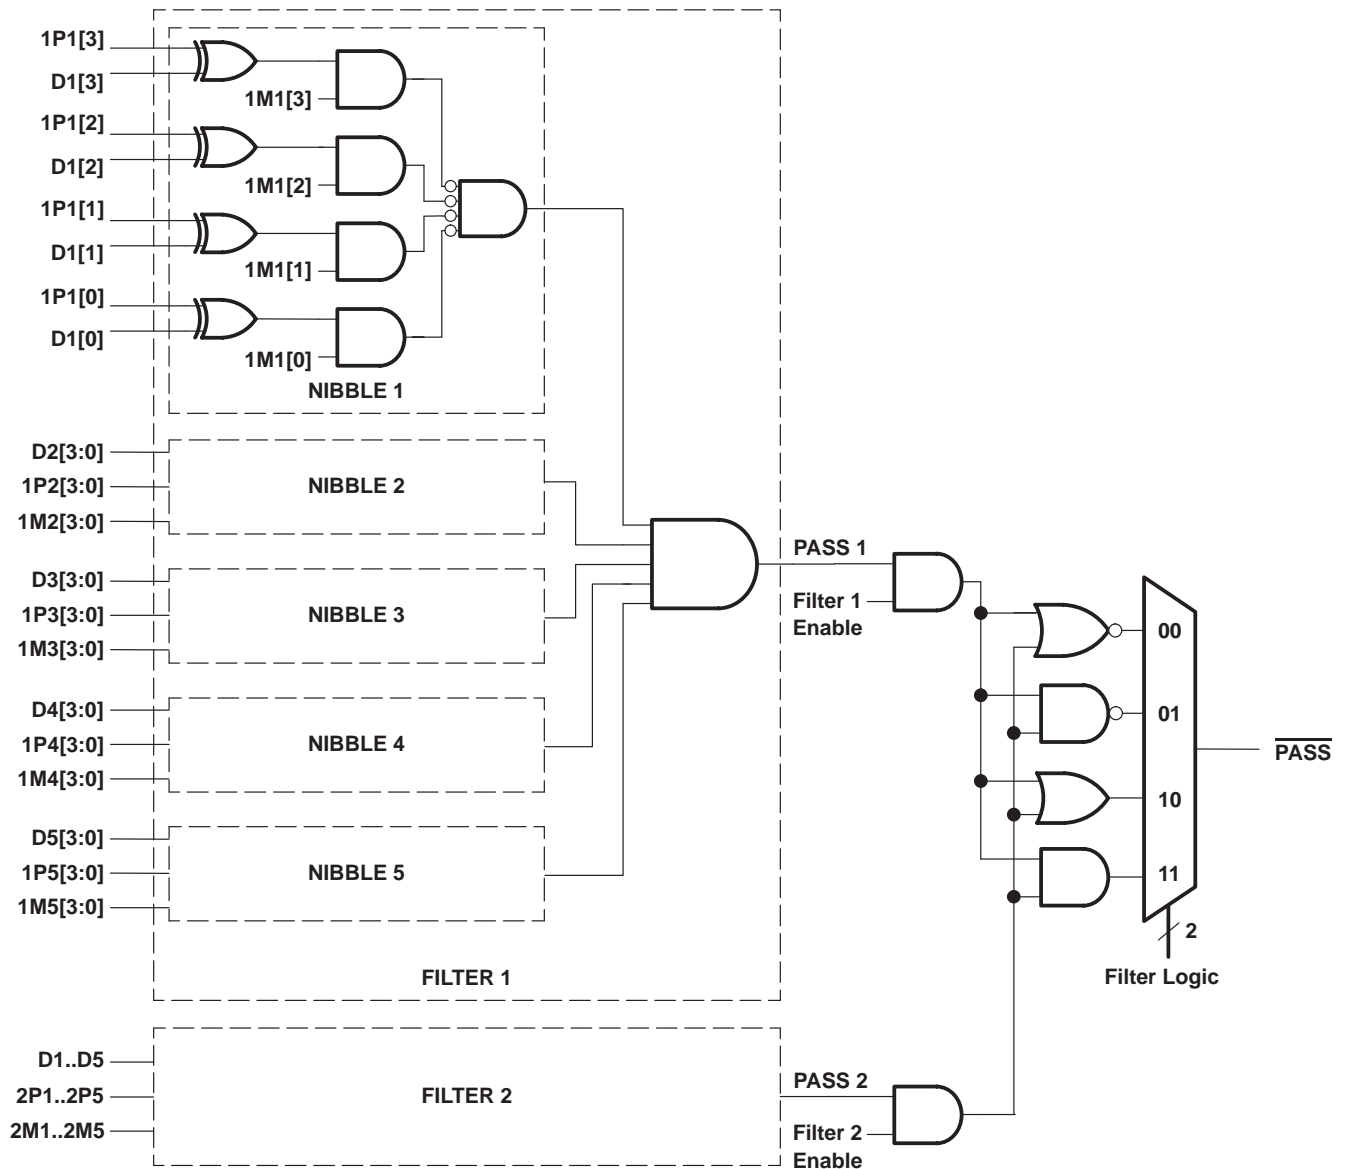 1P1[3]
D1[3]
1M1[3]
1P1[2]
D1[2]
1M1[2]
1P1[1]
D1[1]
1M1[1]
1P1[0]
D1[0]
1M1[0]
NIBBLE 1
D2[3:0]
1P2[3:0]
1M2[3:0]
NIBBLE 2
D3[3:0]
1P3[3:0]
1M3[3:0]
NIBBLE 3
D4[3:0]
1P4[3:0]
1M4[3:0]
NIBBLE 4
D5[3:0]
1P5[3:0]
1M5[3:0]
NIBBLE 5
FILTER 1
PASS 1
Filter 1
Enable
00
01
10
11
PASS
2
Filter Logic
D1..D5
2P1..2P5
2M1..2M5
FILTER 2
PASS 2
Filter 2
Enable